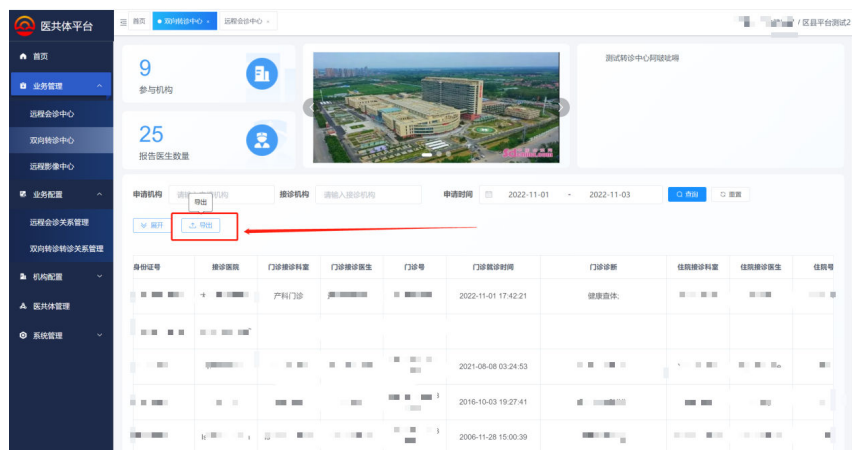 医共体平台
首页
双向转诊中心
远程会诊中心
/ 区县平台测试2
首页
业务管理
远程会诊中心
双向转诊中心
远程影像中心
业务配置
远程会诊关系管理
双向转诊转诊关系管理
机构配置
医共体管理
系统管理
9
参与机构
25
报告医生数量
测试转诊中心阿哒呲嘚
申请机构
接诊机构 请输入接诊机构
申请时间 2022-11-01 - 2022-11-03
查询 重置
导出
展开 导出
身份证号 接诊医院 门诊接诊科室 门诊接诊医生 门诊号 门诊就诊时间 门诊诊断 住院接诊科室 住院接诊医生 住院号
产科门诊 2022-11-01 17:42:21 健康查体;
2021-08-08 03:24:53
2016-10-03 19:27:41
2006-11-28 15:00:39